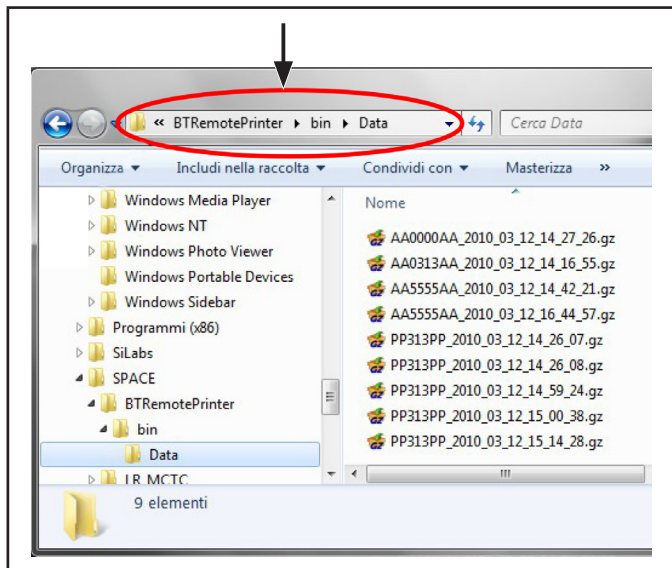 « BTRemotePrinter bin Data
Cerca Data
Organizza Includi nella raccolta Condividi con Masterizza »
Windows Media Player
Windows NT
Windows Photo Viewer
Windows Portable Devices
Windows Sidebar
Programmi (x86)
SiLabs
SPACE
BTRemotePrinter
bin
Data
LR MCTC
Nome
AA0000AA_2010_03_12_14_27_26.gz
AA0313AA_2010_03_12_14_16_55.gz
AA5555AA_2010_03_12_14_42_21.gz
AA5555AA_2010_03_12_16_44_57.gz
PP313PP_2010_03_12_14_26_07.gz
PP313PP_2010_03_12_14_26_08.gz
PP313PP_2010_03_12_14_59_24.gz
PP313PP_2010_03_12_15_00_38.gz
PP313PP_2010_03_12_15_14_28.gz
9 elementi